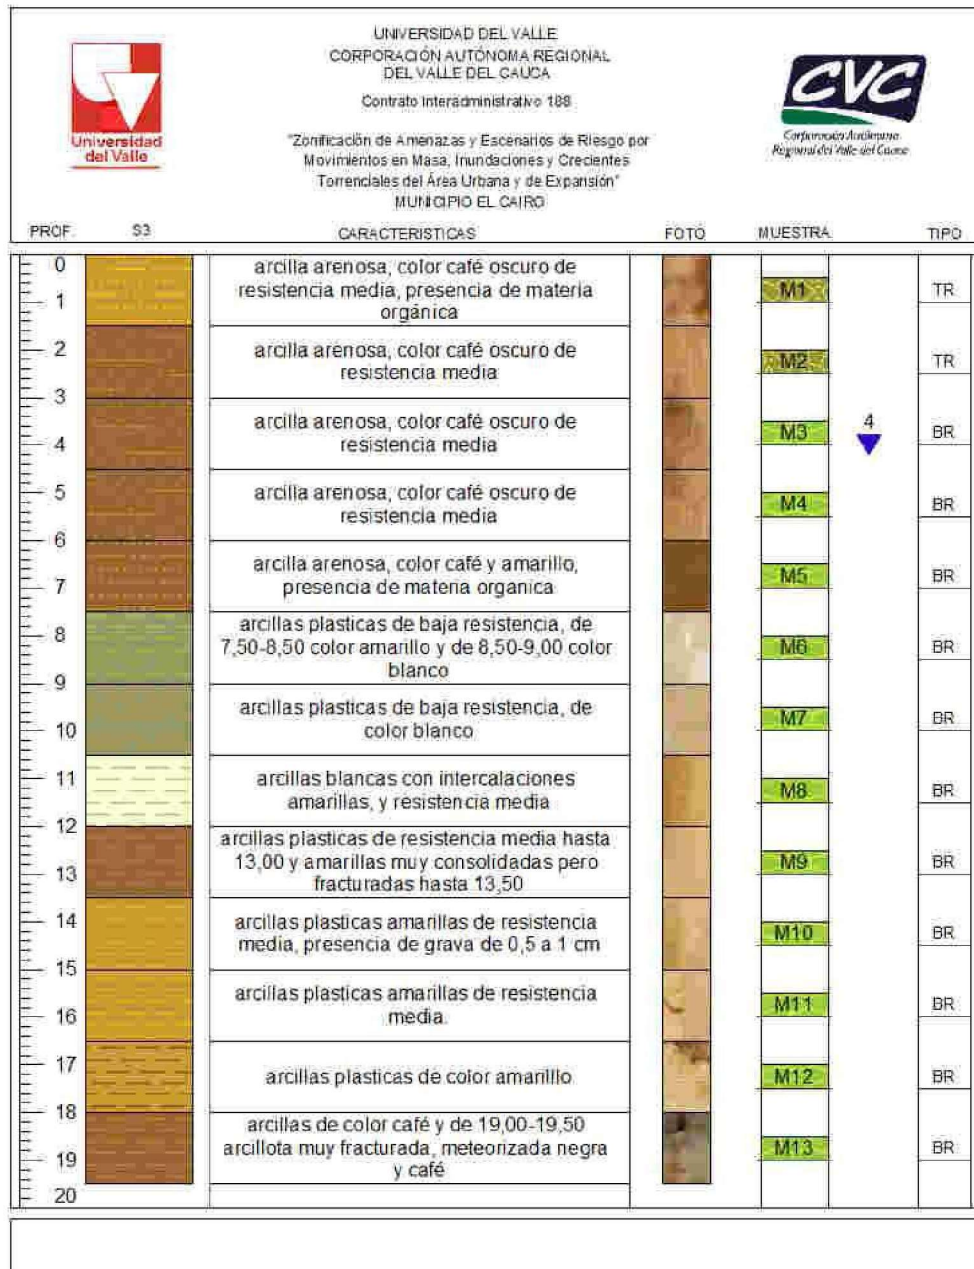 UNIVERSIDAD DEL VALLE
CORPORACIÓN AUTÓNOMA REGIONAL
DEL VALLE DEL CAUCA
Contrato Interadministrativo 188
"Zonificación de Amenazas y Escenarios de Riesgo por
Movimientos en Masa, Inundaciones y Crecientes
Torrenciales del Área Urbana y de Expansión"
MUNICIPIO EL CAIRO
Universidad
del Valle
CVC
Corporación Autónoma
Regional del Valle del Cauca
PROF. S3 CARACTERISTICAS FOTO MUESTRA TIPO
0
arcilla arenosa, color café oscuro de
resistencia media, presencia de materia
orgánica
M1 TR
1
2
arcilla arenosa, color café oscuro de
resistencia media
M2 TR
3
arcilla arenosa, color café oscuro de
resistencia media
M3 4 BR
4
5
arcilla arenosa, color café oscuro de
resistencia media
M4 BR
6
arcilla arenosa, color café y amarillo,
presencia de materia organica
M5 BR
7
8
arcillas plasticas de baja resistencia, de
7,50-8,50 color amarillo y de 8,50-9,00 color
blanco
M6 BR
9
arcillas plasticas de baja resistencia, de
color blanco
M7 BR
10
11
arcillas blancas con intercalaciones
amarillas, y resistencia media
M8 BR
12
arcillas plasticas de resistencia media hasta
13,00 y amarillas muy consolidadas pero
fracturadas hasta 13,50
M9 BR
13
14
arcillas plasticas amarillas de resistencia
media, presencia de grava de 0,5 a 1 cm
M10 BR
15
arcillas plasticas amarillas de resistencia
media.
M11 BR
16
17
arcillas plasticas de color amarillo
M12 BR
18
arcillas de color café y de 19,00-19,50
arcillota muy fracturada, meteorizada negra
y café
M13 BR
19
20